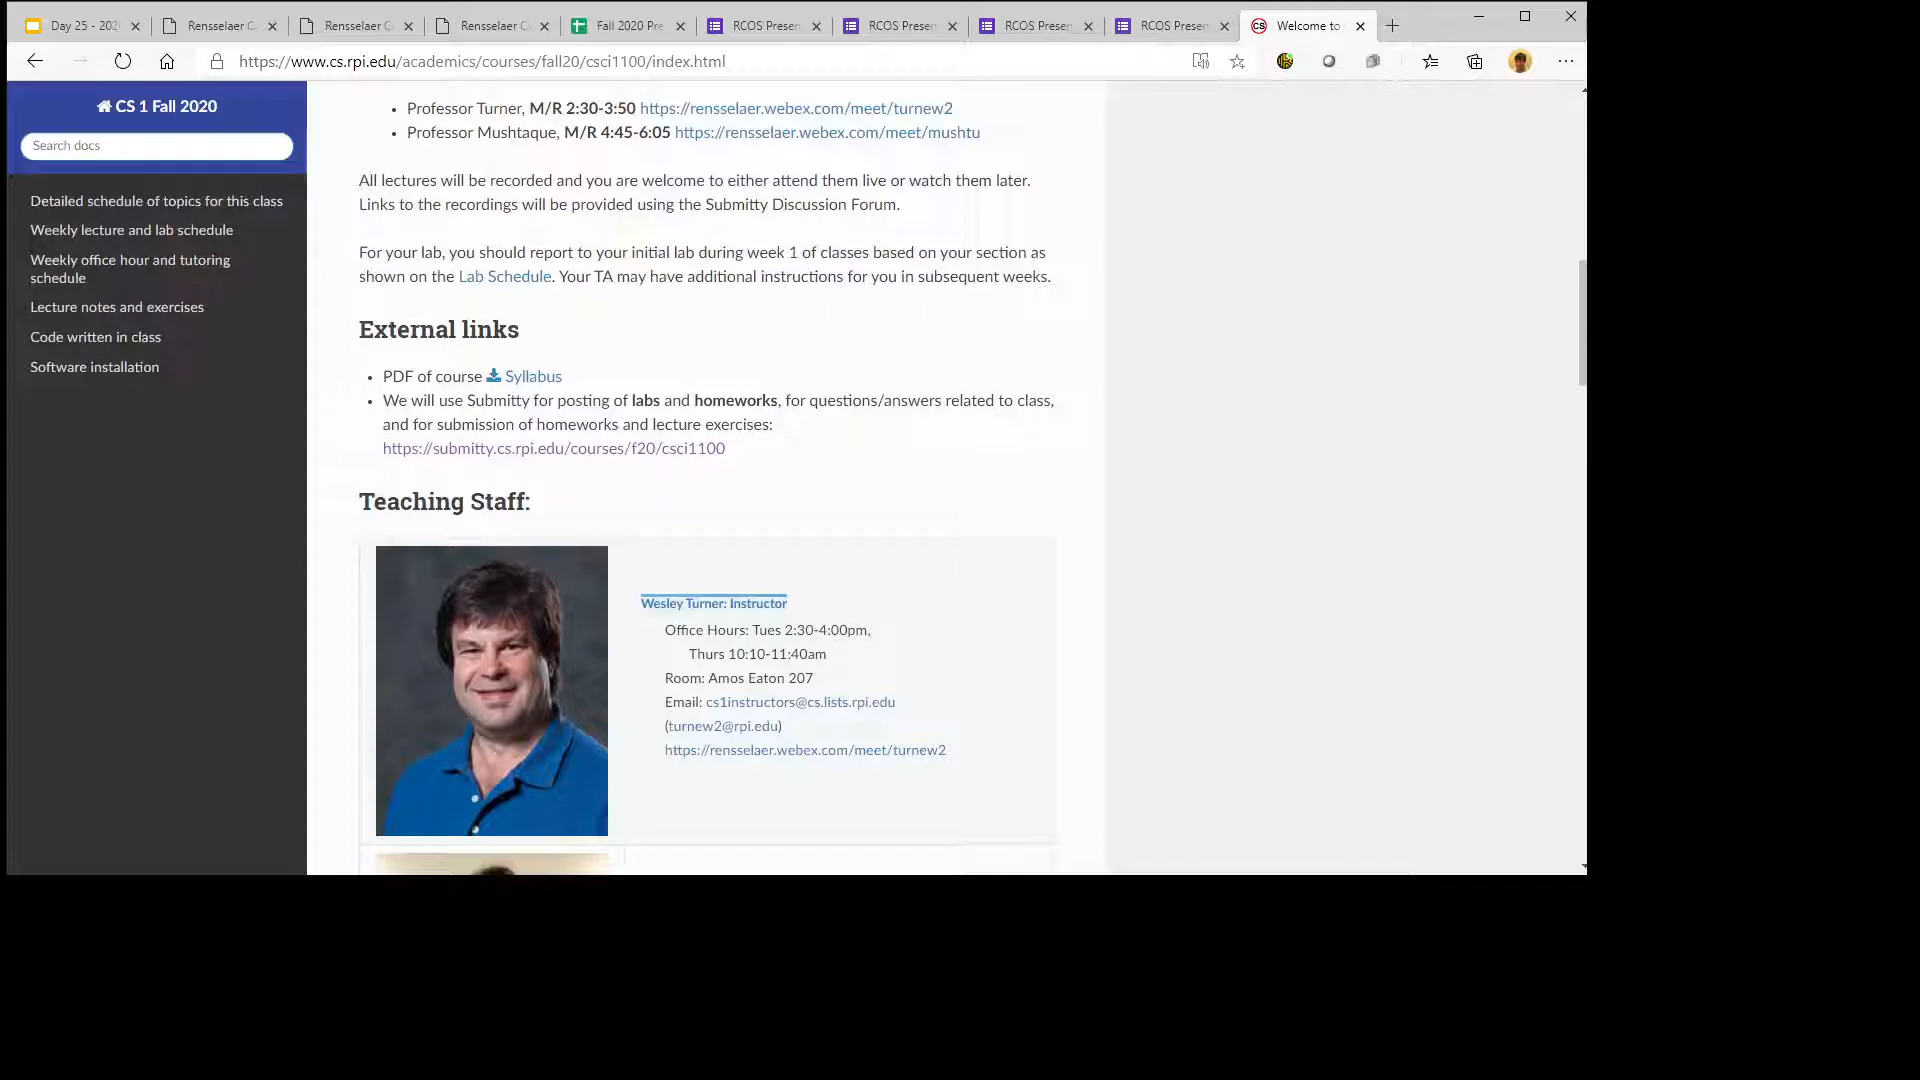 Day 25 - 202
Rensselaer C
Rensselaer C
Rensselaer C
Fall 2020 Pre
RCOS Presen
RCOS Presen
RCOS Presen
RCOS Presen
Welcome to
https://www.cs.rpi.edu/academics/courses/fall20/csci1100/index.html
CS 1 Fall 2020
Search docs
Detailed schedule of topics for this class
Weekly lecture and lab schedule
Weekly office hour and tutoring
schedule
Lecture notes and exercises
Code written in class
Software installation
• Professor Turner, M/R 2:30-3:50 https://rensselaer.webex.com/meet/turnew2
• Professor Mushtaque, M/R 4:45-6:05 https://rensselaer.webex.com/meet/mushtu
All lectures will be recorded and you are welcome to either attend them live or watch them later.
Links to the recordings will be provided using the Submitty Discussion Forum.
For your lab, you should report to your initial lab during week 1 of classes based on your section as
shown on the Lab Schedule. Your TA may have additional instructions for you in subsequent weeks.
External links
• PDF of course Syllabus
• We will use Submitty for posting of labs and homeworks, for questions/answers related to class,
and for submission of homeworks and lecture exercises:
https://submitty.cs.rpi.edu/courses/f20/csci1100
Teaching Staff:
Wesley Turner: Instructor
Office Hours: Tues 2:30-4:00pm,
Thurs 10:10-11:40am
Room: Amos Eaton 207
Email: cs1instructors@cs.lists.rpi.edu
(turnew2@rpi.edu)
https://rensselaer.webex.com/meet/turnew2